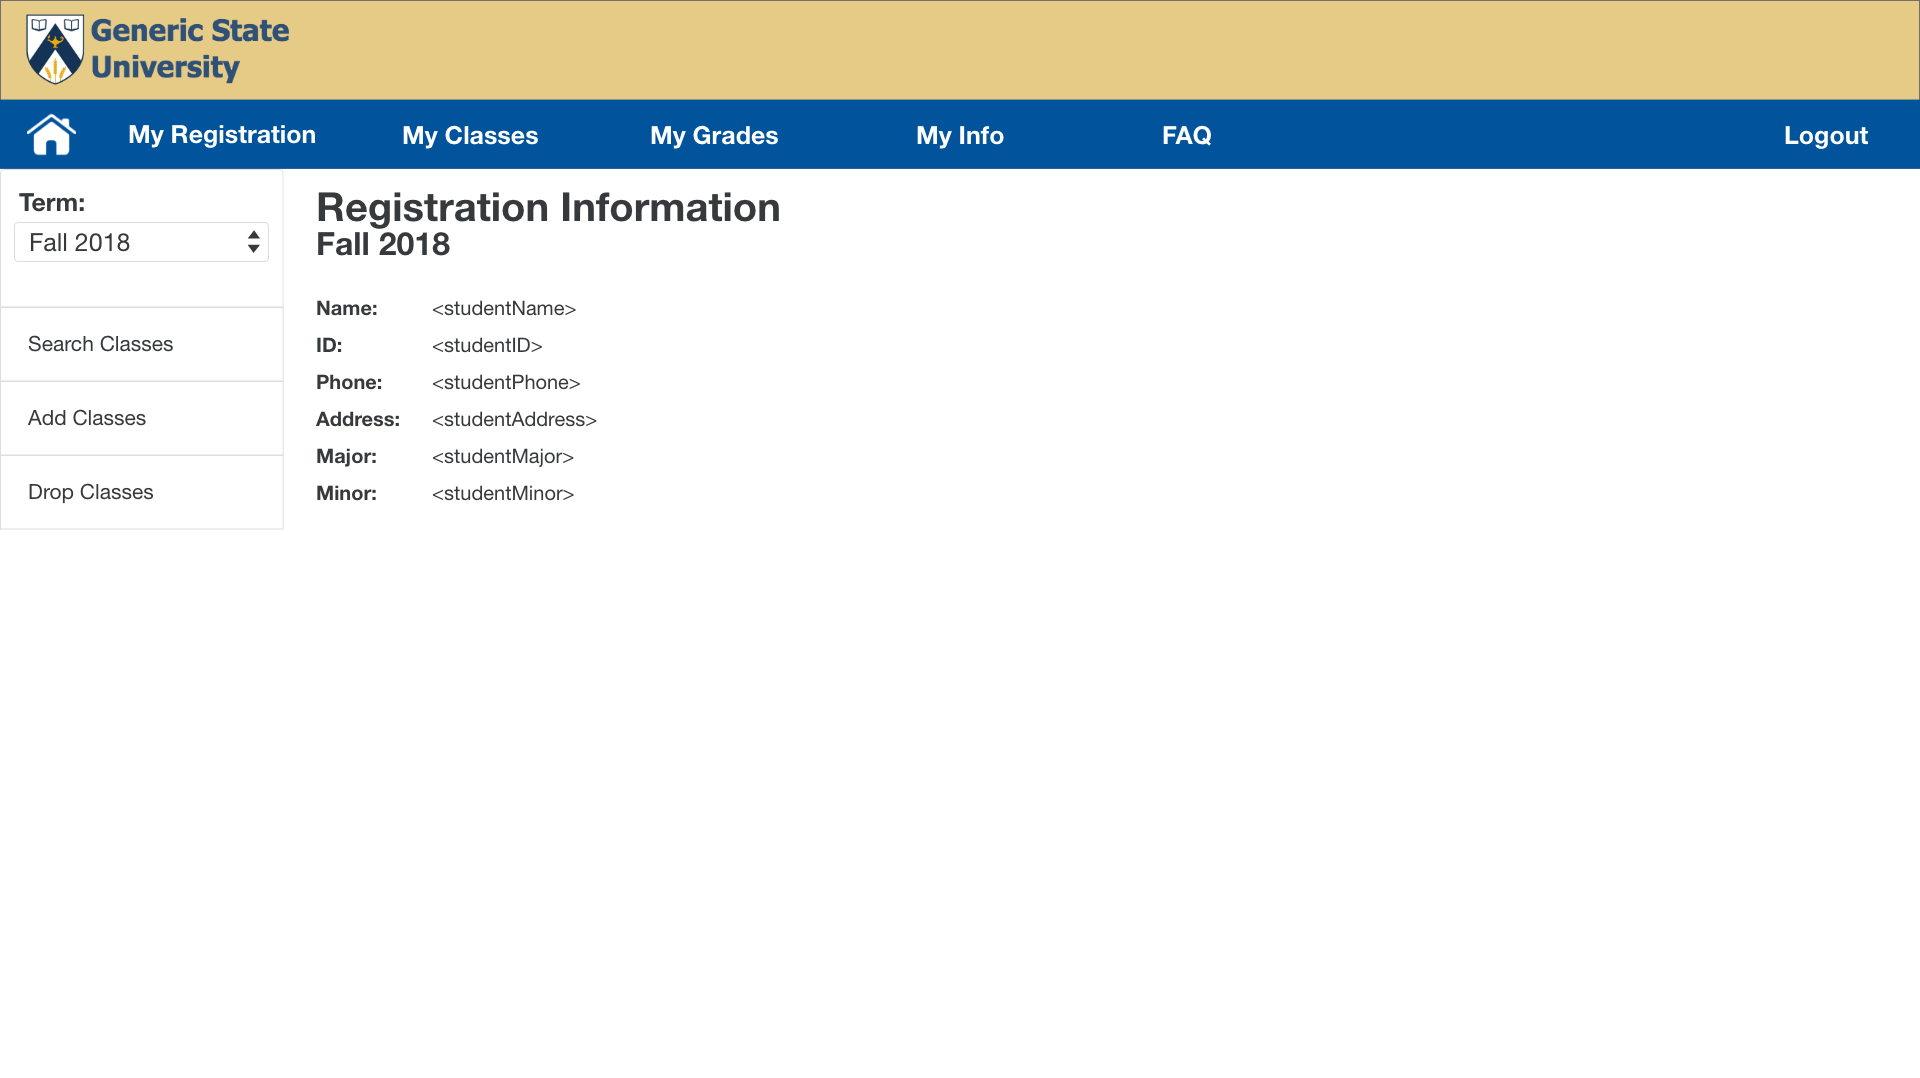 Generic State
University
My Registration
My Classes
My Grades
My Info
FAQ
Logout
Term:
Fall 2018
Search Classes
Add Classes
Drop Classes
Registration Information
Fall 2018
Name: <studentName>
ID: <studentID>
Phone: <studentPhone>
Address: <studentAddress>
Major: <studentMajor>
Minor: <studentMinor>